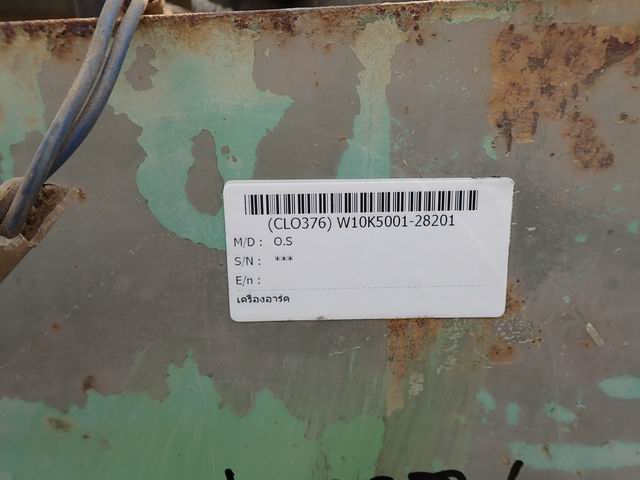 (CLO376) W10K5001-28201
M/D : O.S
S/N : ***
E/n :
เครื่องอาร์ค